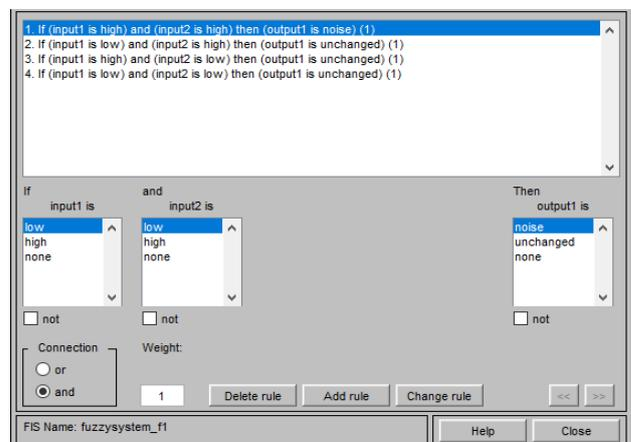 1. If (input1 is high) and (input2 is high) then (output1 is noise) (1)
2. If (input1 is low) and (input2 is high) then (output1 is unchanged) (1)
3. If (input1 is high) and (input2 is low) then (output1 is unchanged) (1)
4. If (input1 is low) and (input2 is low) then (output1 is unchanged) (1)
If and Then
input1 is input2 is output1 is
low low noise
high high unchanged
none none none
not not not
Connection Weight:
or
and 1 Delete rule Add rule Change rule << >>
FIS Name: fuzzysystem_f1 Help Close